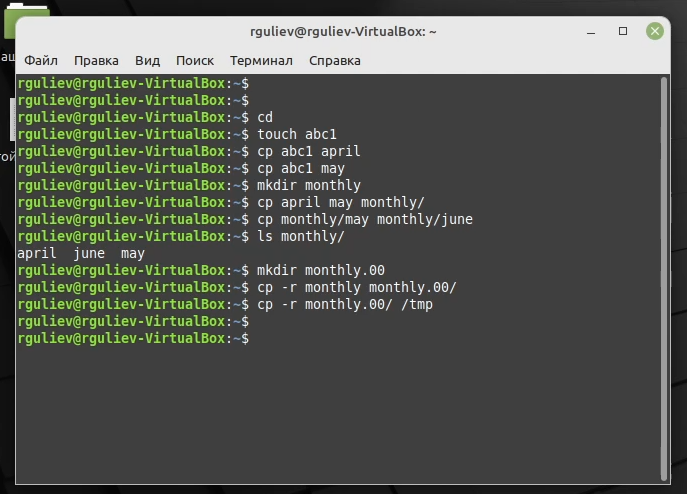 rguliev@rguliev-VirtualBox: ~
Файл Правка Вид Поиск Терминал Справка
rguliev@rguliev-VirtualBox:~$
rguliev@rguliev-VirtualBox:~$
rguliev@rguliev-VirtualBox:~$ cd
rguliev@rguliev-VirtualBox:~$ touch abc1
rguliev@rguliev-VirtualBox:~$ cp abc1 april
rguliev@rguliev-VirtualBox:~$ cp abc1 may
rguliev@rguliev-VirtualBox:~$ mkdir monthly
rguliev@rguliev-VirtualBox:~$ cp april may monthly/
rguliev@rguliev-VirtualBox:~$ cp monthly/may monthly/june
rguliev@rguliev-VirtualBox:~$ ls monthly/
april  june  may
rguliev@rguliev-VirtualBox:~$ mkdir monthly.00
rguliev@rguliev-VirtualBox:~$ cp -r monthly monthly.00/
rguliev@rguliev-VirtualBox:~$ cp -r monthly.00/ /tmp
rguliev@rguliev-VirtualBox:~$
rguliev@rguliev-VirtualBox:~$